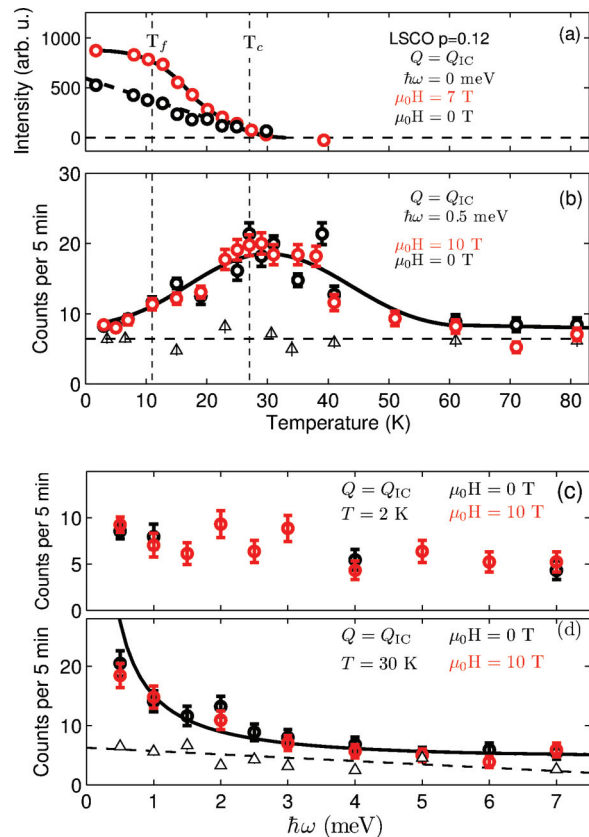 T_f T_c
LSCO p=0.12 (a)
Q = Q_IC
ħω = 0 meV
μ₀H = 7 T
μ₀H = 0 T
Intensity (arb. u.)
1000
500
0
(b)
Q = Q_IC
ħω = 0.5 meV
μ₀H = 10 T
μ₀H = 0 T
Counts per 5 min
30
20
10
0
0 10 20 30 40 50 60 70 80
Temperature (K)
Q = Q_IC μ₀H = 0 T (c)
T = 2 K μ₀H = 10 T
Counts per 5 min
10
5
0
Q = Q_IC μ₀H = 0 T (d)
T = 30 K μ₀H = 10 T
Counts per 5 min
20
10
0
0 1 2 3 4 5 6 7
ħω (meV)